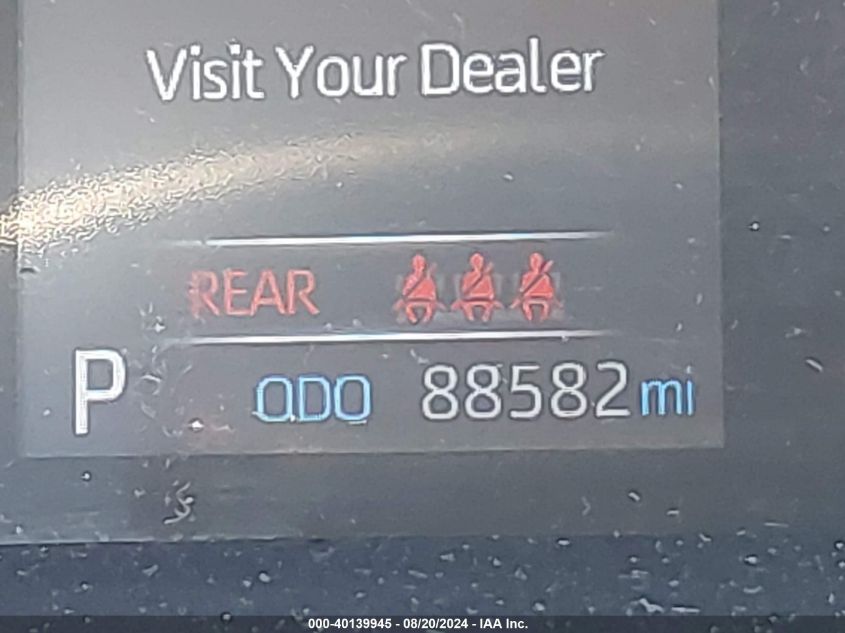 Visit Your Dealer
REAR
P ODO 88582 mi
000-40139945 - 08/20/2024 - IAA Inc.